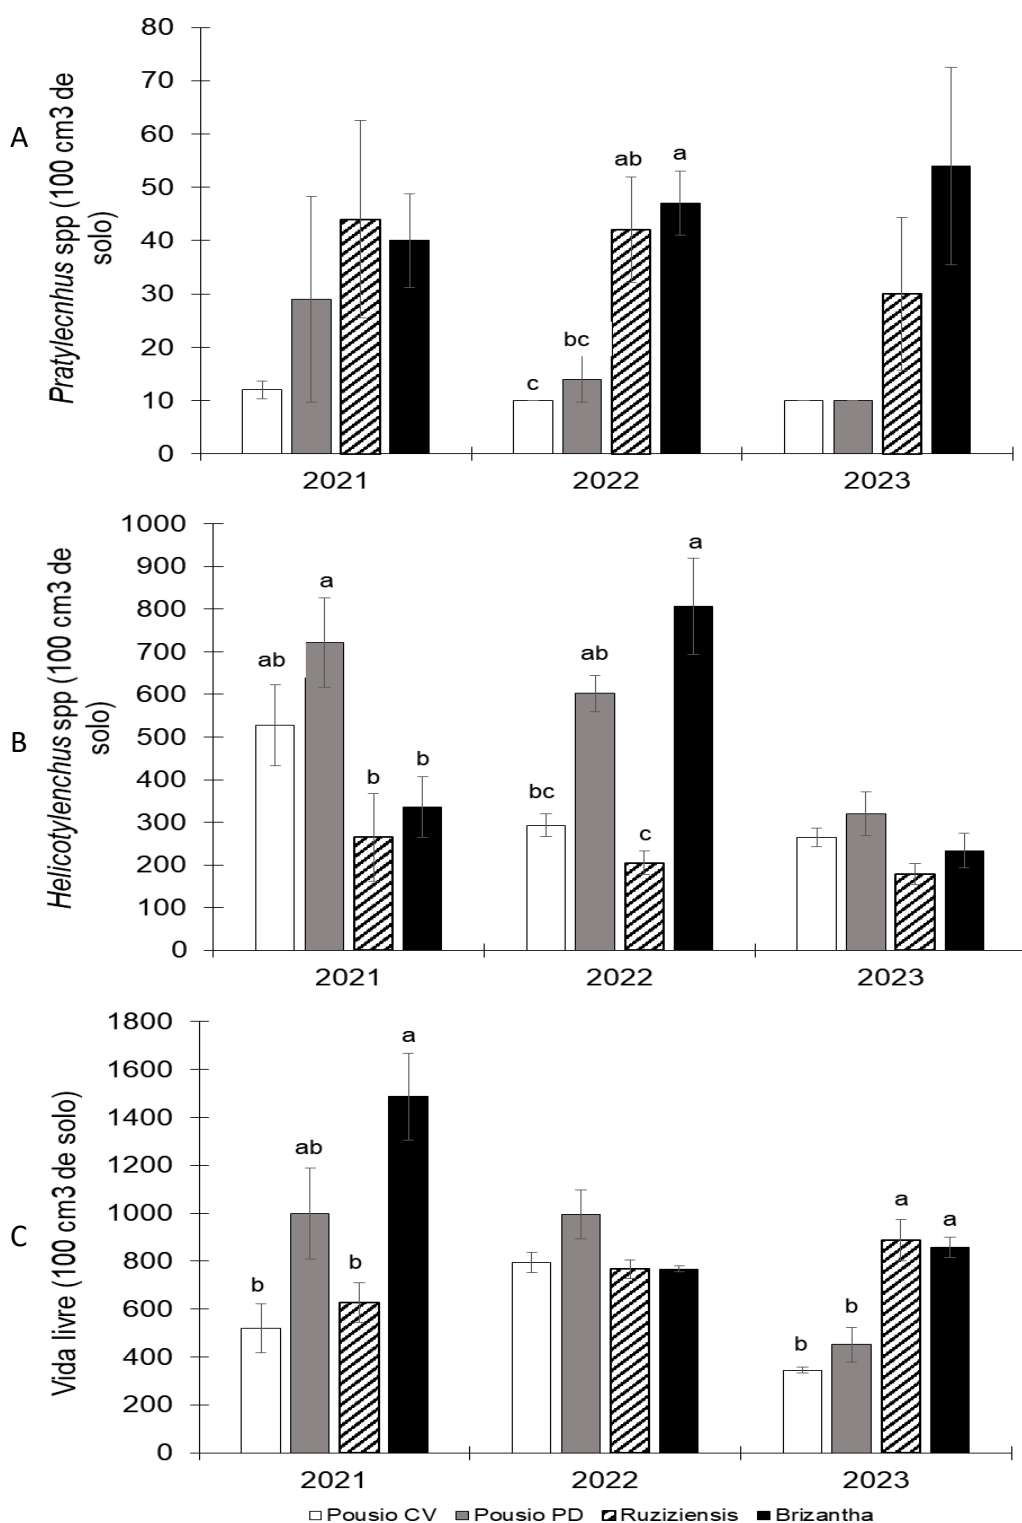 80
70
60
50
40
30
20
10
0
A
Pratylecnhus spp (100 cm3 de
solo)
c
bc
ab
a
2021 2022 2023
1000
900
800
700
600
500
400
300
200
100
0
B
Helicotylenchus spp (100 cm3 de
solo)
ab
a
b
b
bc
ab
c
a
2021 2022 2023
1800
1600
1400
1200
1000
800
600
400
200
0
C
Vida livre (100 cm3 de solo)
b
ab
b
a
b
b
a
a
2021 2022 2023
Pousio CV Pousio PD Ruziziensis Brizantha